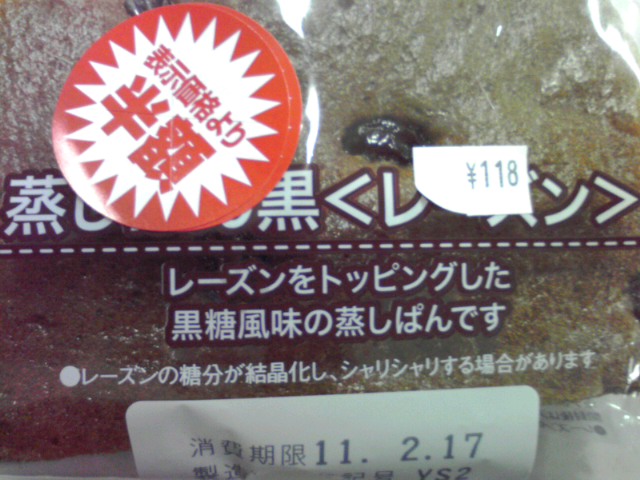 表示価格より
半額
¥118
蒸し 黒<レーズン>
レーズンをトッピングした
黒糖風味の蒸しぱんです
●レーズンの糖分が結晶化し、シャリシャリする場合があります
消費期限 11. 2.17
製造 記号 YS2